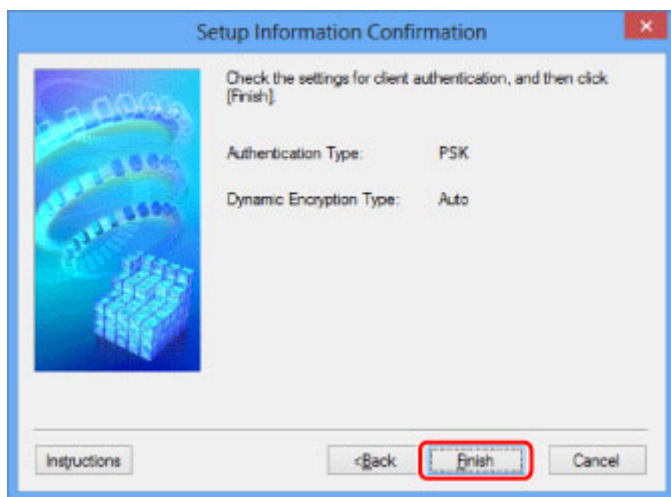 Setup Information Confirmation
Check the settings for client authentication, and then click
[Finish].
Authentication Type: PSK
Dynamic Encryption Type: Auto
Instructions <Back Finish Cancel